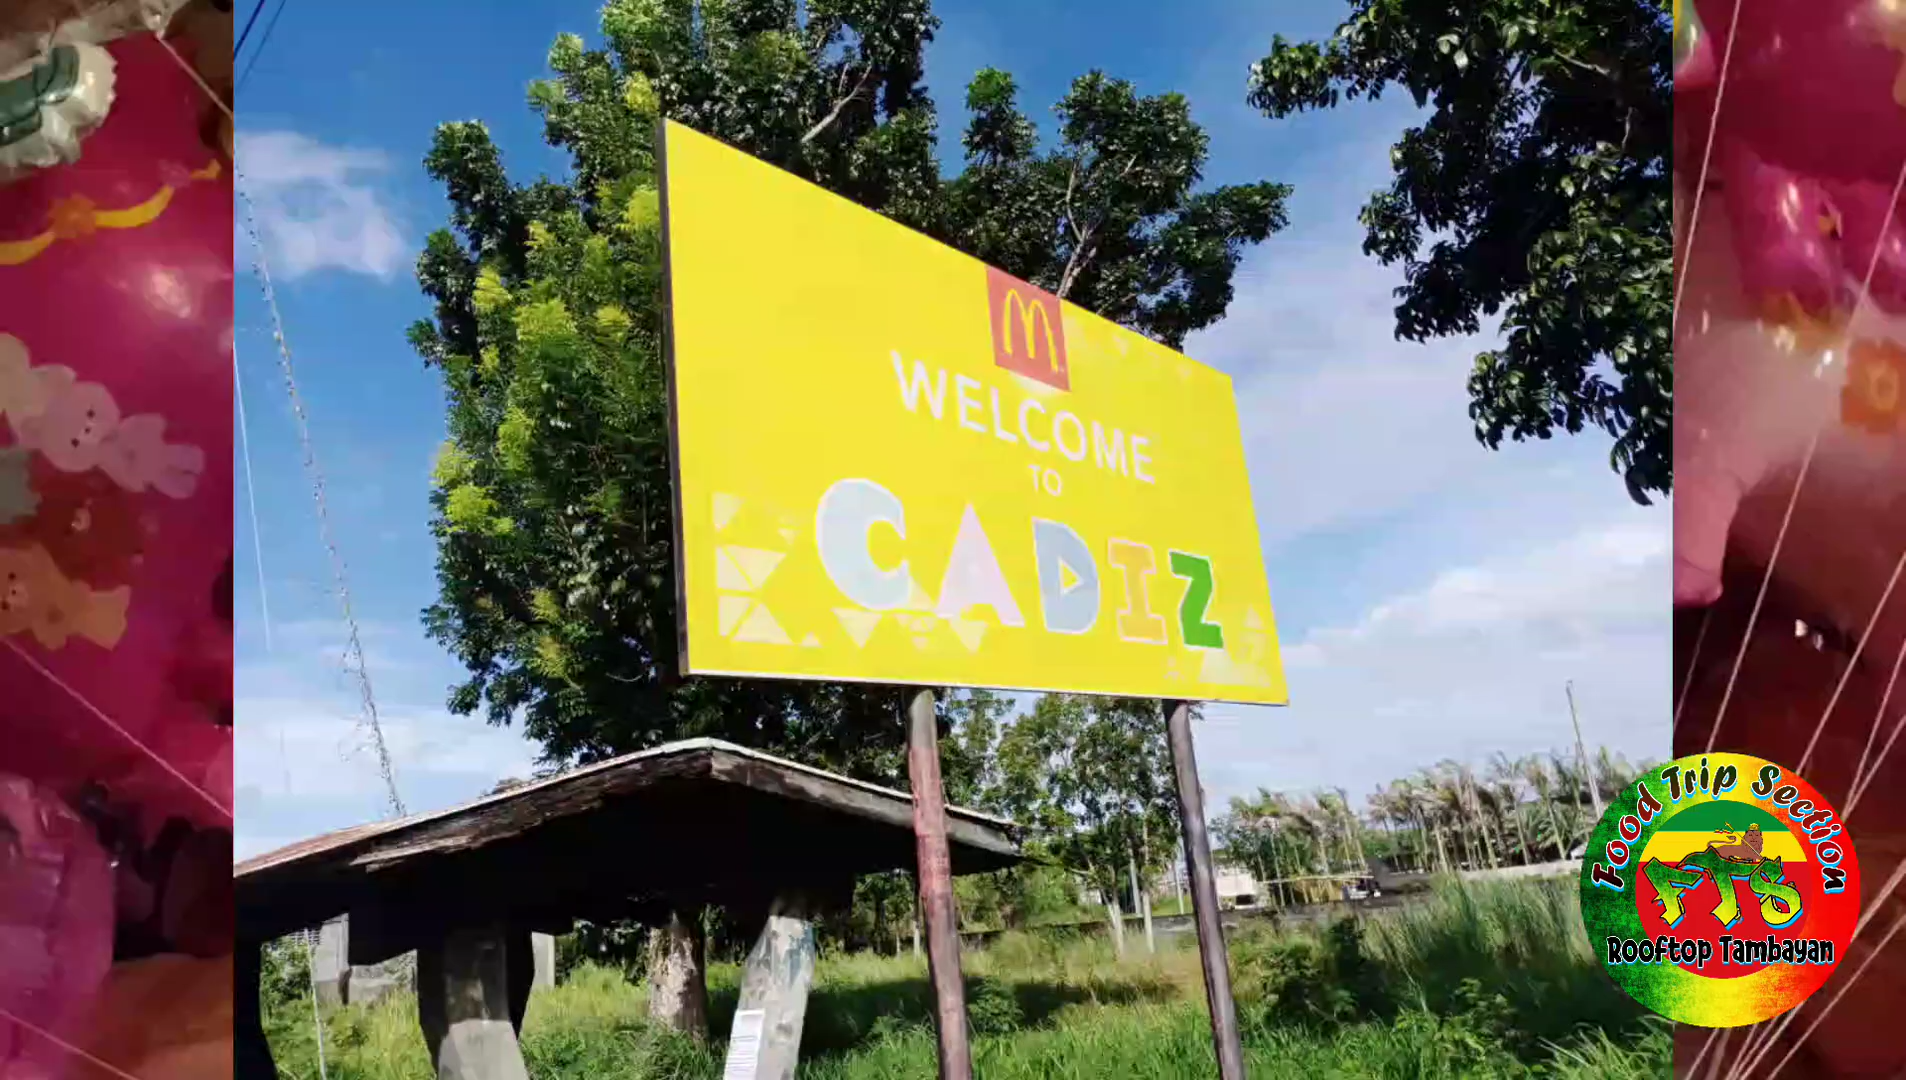 M
WELCOME
TO
CADIZ
Food Trip Section
FTS
Rooftop Tambayan